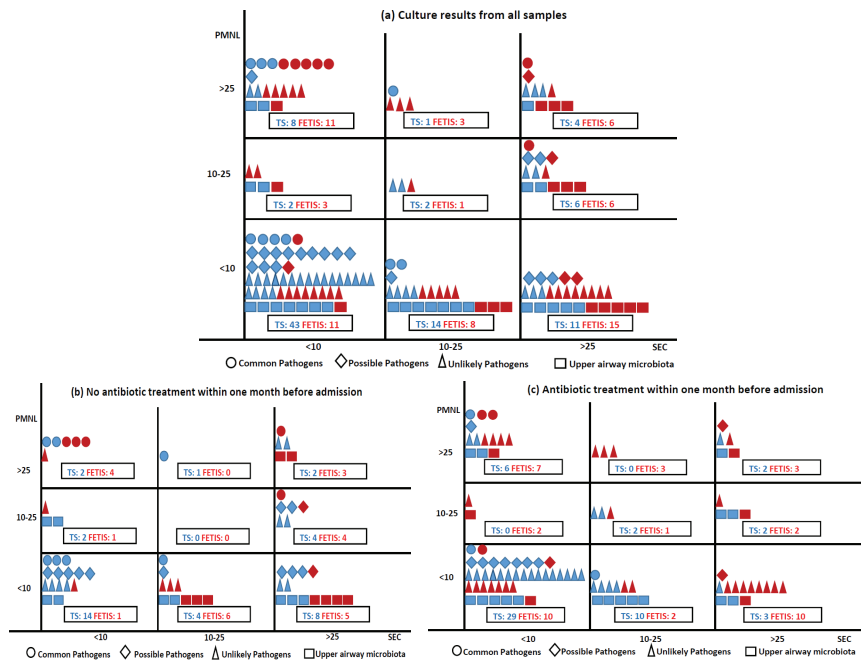 (a) Culture results from all samples
PMNL
>25
TS: 8 FETIS: 11
TS: 1 FETIS: 3
TS: 4 FETIS: 6
10-25
TS: 2 FETIS: 3
TS: 2 FETIS: 1
TS: 6 FETIS: 6
<10
TS: 43 FETIS: 11
TS: 14 FETIS: 8
TS: 11 FETIS: 15
<10 10-25 >25 SEC
Common Pathogens Possible Pathogens Unlikely Pathogens Upper airway microbiota
(b) No antibiotic treatment within one month before admission
PMNL
>25
TS: 2 FETIS: 4
TS: 1 FETIS: 0
TS: 2 FETIS: 3
10-25
TS: 2 FETIS: 1
TS: 0 FETIS: 0
TS: 4 FETIS: 4
<10
TS: 14 FETIS: 1
TS: 4 FETIS: 6
TS: 8 FETIS: 5
<10 10-25 >25 SEC
Common Pathogens Possible Pathogens Unlikely Pathogens Upper airway microbiota
(c) Antibiotic treatment within one month before admission
PMNL
>25
TS: 6 FETIS: 7
TS: 0 FETIS: 3
TS: 2 FETIS: 3
10-25
TS: 0 FETIS: 2
TS: 2 FETIS: 1
TS: 2 FETIS: 2
<10
TS: 29 FETIS: 10
TS: 10 FETIS: 2
TS: 3 FETIS: 10
<10 10-25 >25 SEC
Common Pathogens Possible Pathogens Unlikely Pathogens Upper airway microbiota